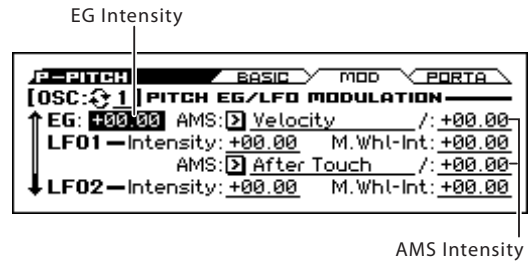 EG Intensity
P-PITCH BASIC MOD PORTA
[OSC: 1 ] PITCH EG/LFO MODULATION
EG: +00.00 AMS: Velocity /: +00.00
LFO1 Intensity: +00.00 M.Whl-Int: +00.00
AMS: After Touch /: +00.00
LFO2 Intensity: +00.00 M.Whl-Int: +00.00
AMS Intensity